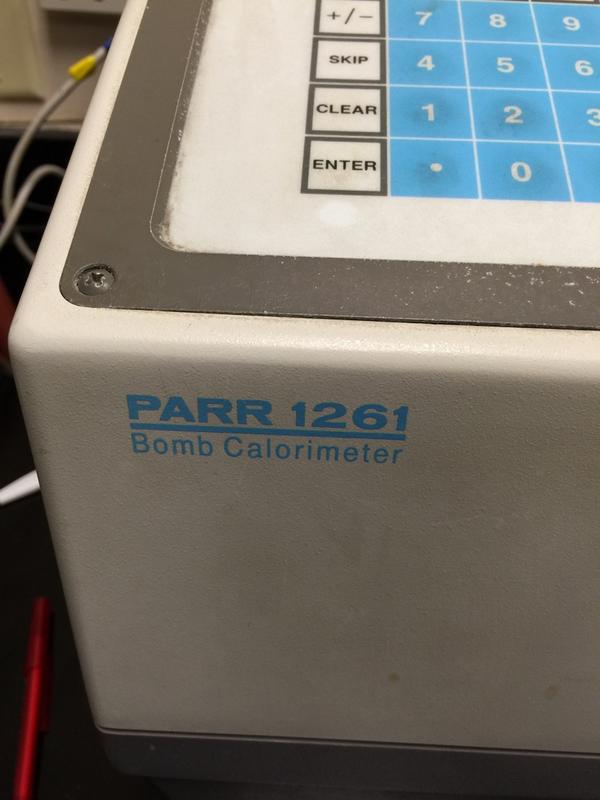 +/− 7 8 9
SKIP 4 5 6
CLEAR 1 2 3
ENTER • 0
PARR 1261
Bomb Calorimeter